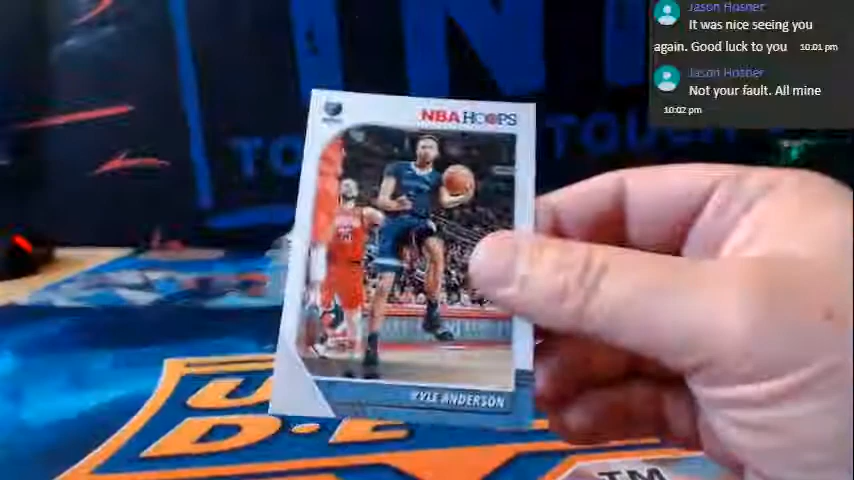 Jason Hosner
It was nice seeing you
again. Good luck to you 10:01 pm
Jason Hosner
Not your fault. All mine
10:02 pm
NBA HOOPS
KYLE ANDERSON
U
D.E
TM